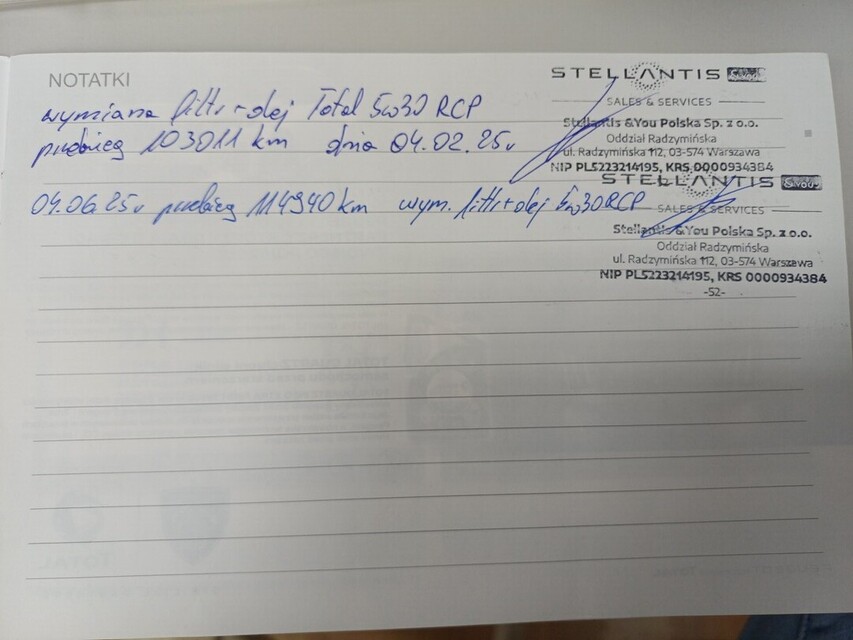 NOTATKI
wymiana filtr + olej Total 5w30 RCP
przebieg 103011 km dnia 04.02.25r
STELLANTIS &YOU
SALES & SERVICES
Stellantis &You Polska Sp. z o.o.
Oddział Radzymińska
ul. Radzymińska 112, 03-574 Warszawa
NIP PL5223214195, KRS 0000934384
04.06.25r przebieg 114940 km wym. filtr + olej 5w30 RCP
STELLANTIS &YOU
SALES & SERVICES
Stellantis &You Polska Sp. z o.o.
Oddział Radzymińska
ul. Radzymińska 112, 03-574 Warszawa
NIP PL5223214195, KRS 0000934384
-52-